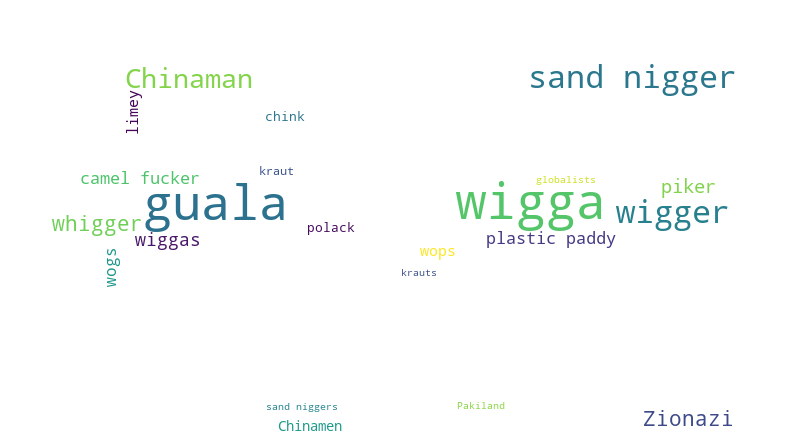 Chinaman
sand nigger
limey
chink
kraut
camel fucker
globalists
piker
guala
wigga
wigger
whigger
polack
wiggas
plastic paddy
wops
wogs
krauts
sand niggers
Pakiland
Chinamen
Zionazi